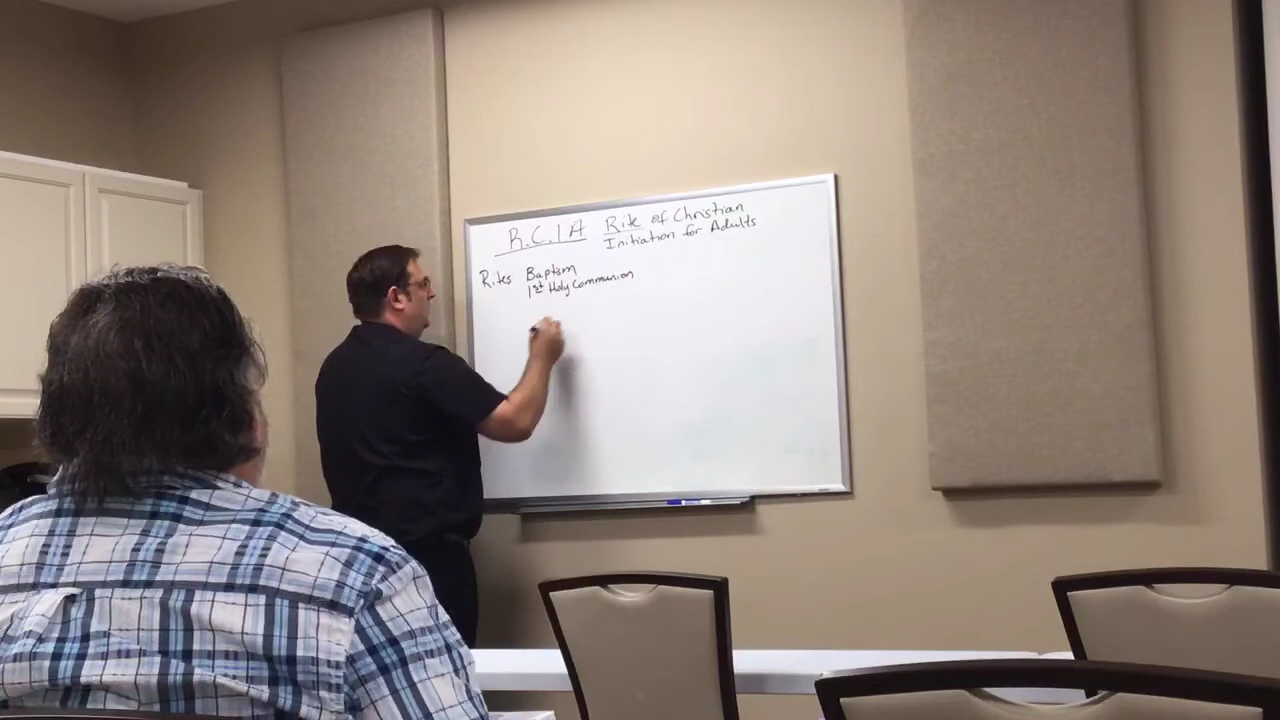 R.C.I.A Rite of Christian
Initiation for Adults
Rites Baptism
1st Holy Communion